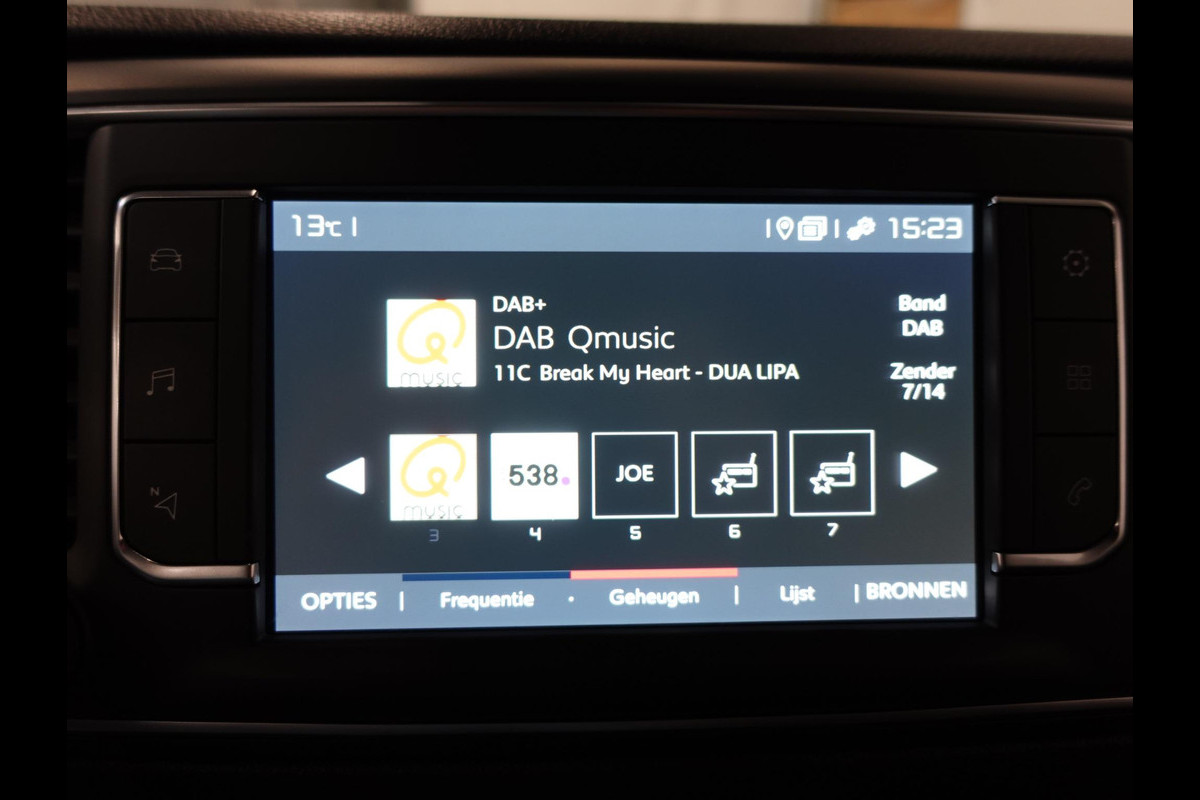 13°C
15:23
DAB+
DAB Qmusic
11C Break My Heart - DUA LIPA
Band
DAB
Zender
7/14
MUSIC
MUSIC
538
JOE
3
4
5
6
7
OPTIES
Frequentie
Geheugen
Lijst
BRONNEN
N